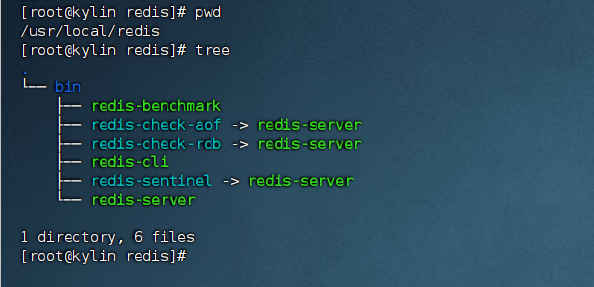 [root@kylin redis]# pwd
/usr/local/redis
[root@kylin redis]# tree
.
└── bin
    ├── redis-benchmark
    ├── redis-check-aof -> redis-server
    ├── redis-check-rdb -> redis-server
    ├── redis-cli
    ├── redis-sentinel -> redis-server
    └── redis-server

1 directory, 6 files
[root@kylin redis]#